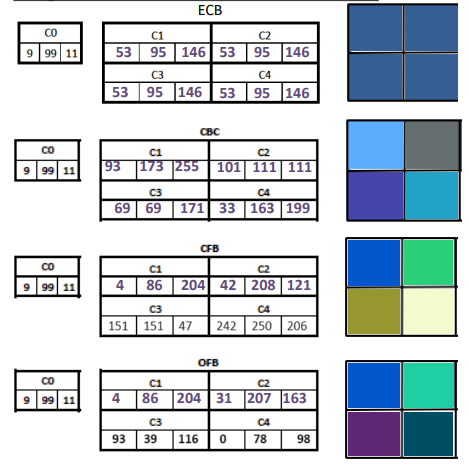 ECB
C0 C1 C2
9 99 11 53 95 146 53 95 146
C3 C4
53 95 146 53 95 146
CBC
C0 C1 C2
9 99 11 93 173 255 101 111 111
C3 C4
69 69 171 33 163 199
CFB
C0 C1 C2
9 99 11 4 86 204 42 208 121
C3 C4
151 151 47 242 250 206
OFB
C0 C1 C2
9 99 11 4 86 204 31 207 163
C3 C4
93 39 116 0 78 98